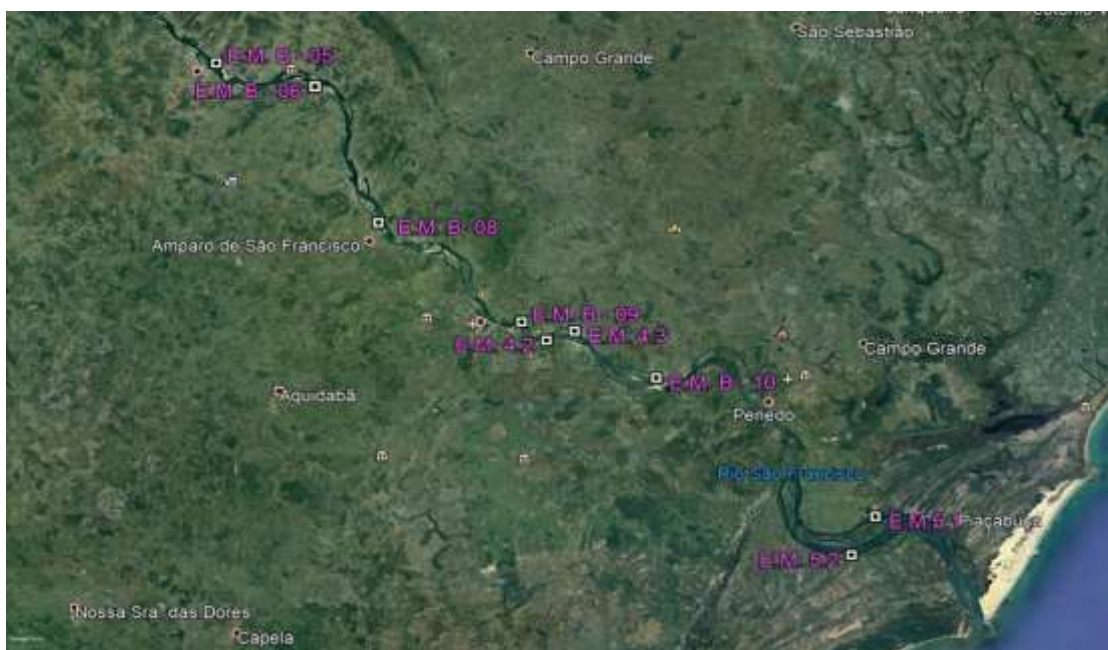 São Sebastião
E.M. B - 05
Campo Grande
E.M. B - 06
E.M. B- 08
Amparo de São Francisco
E.M. B - 09
E.M. 4.2
E.M. 4.3
Campo Grande
E.M. B - 10
Aquidabã
Penedo
Rio São Francisco
E.M.5.1
Piaçabuçu
E.M. 5.2
Nossa Sra. das Dores
Capela